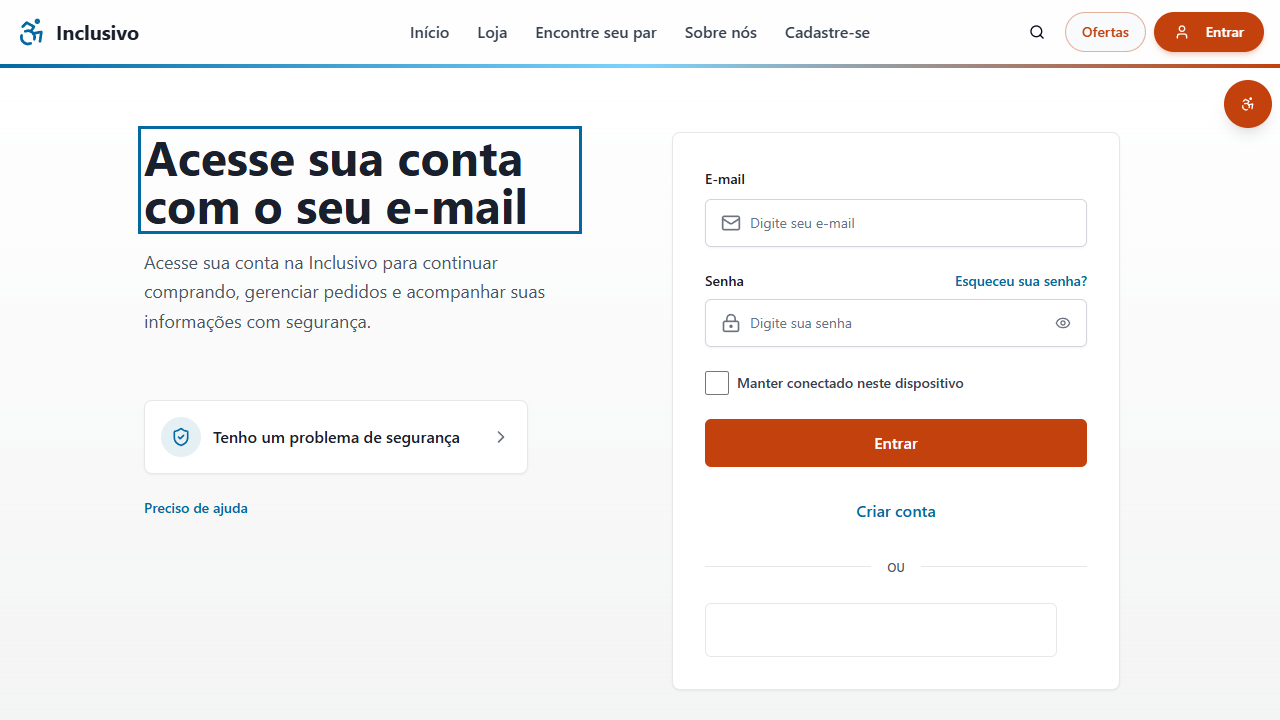 Inclusivo
Início
Loja
Encontre seu par
Sobre nós
Cadastre-se
Ofertas
Entrar
Acesse sua conta
com o seu e-mail
Acesse sua conta na Inclusivo para continuar
comprando, gerenciar pedidos e acompanhar suas
informações com segurança.
Tenho um problema de segurança
Preciso de ajuda
E-mail
Digite seu e-mail
Senha
Esqueceu sua senha?
Digite sua senha
Manter conectado neste dispositivo
Entrar
Criar conta
OU